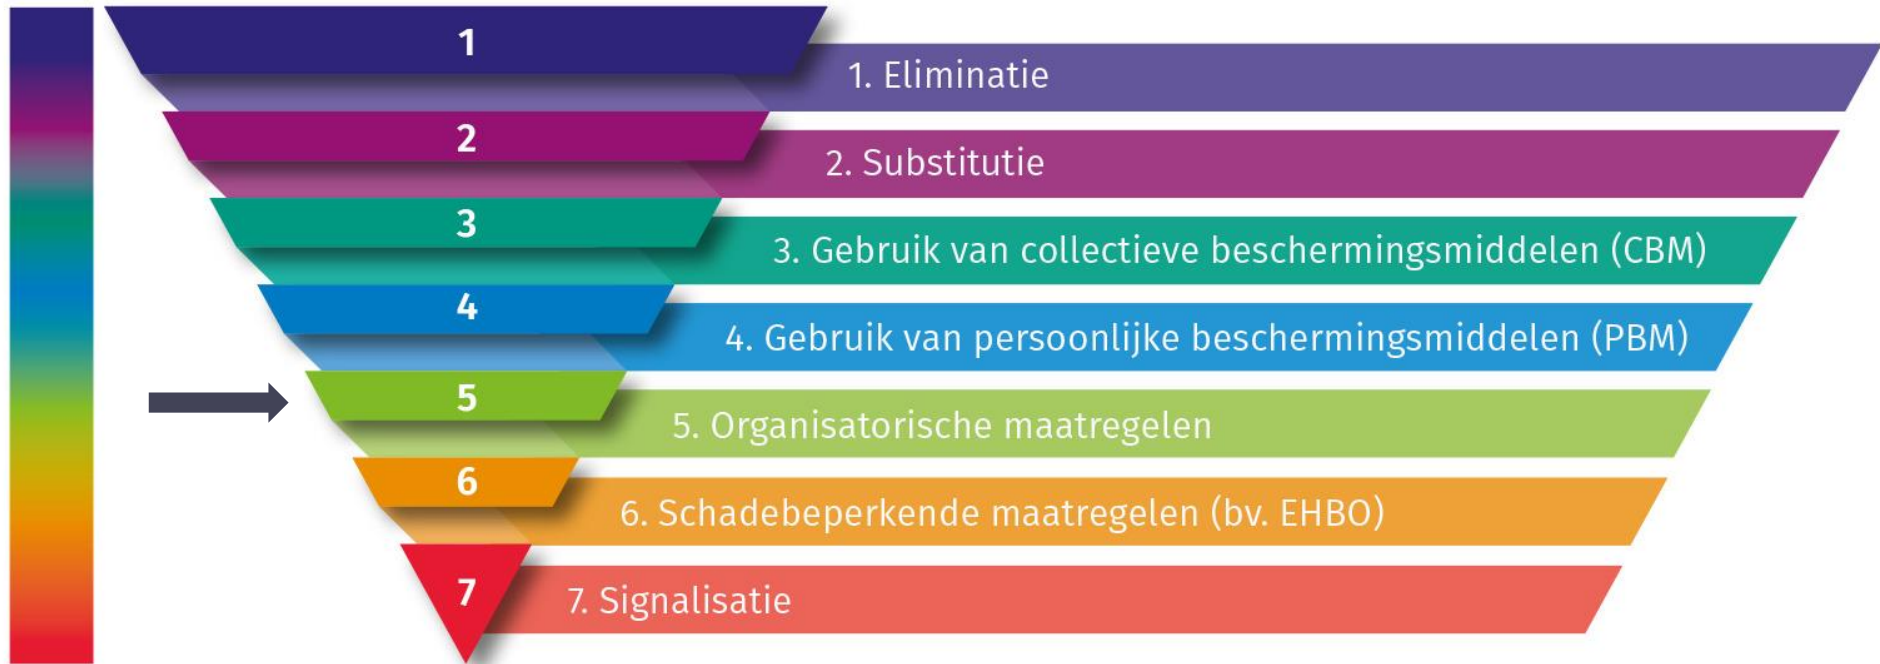 1
1. Eliminatie
2
2. Substitutie
3
3. Gebruik van collectieve beschermingsmiddelen (CBM)
4
4. Gebruik van persoonlijke beschermingsmiddelen (PBM)
5
5. Organisatorische maatregelen
6
6. Schadebeperkende maatregelen (bv. EHBO)
7
7. Signalisatie